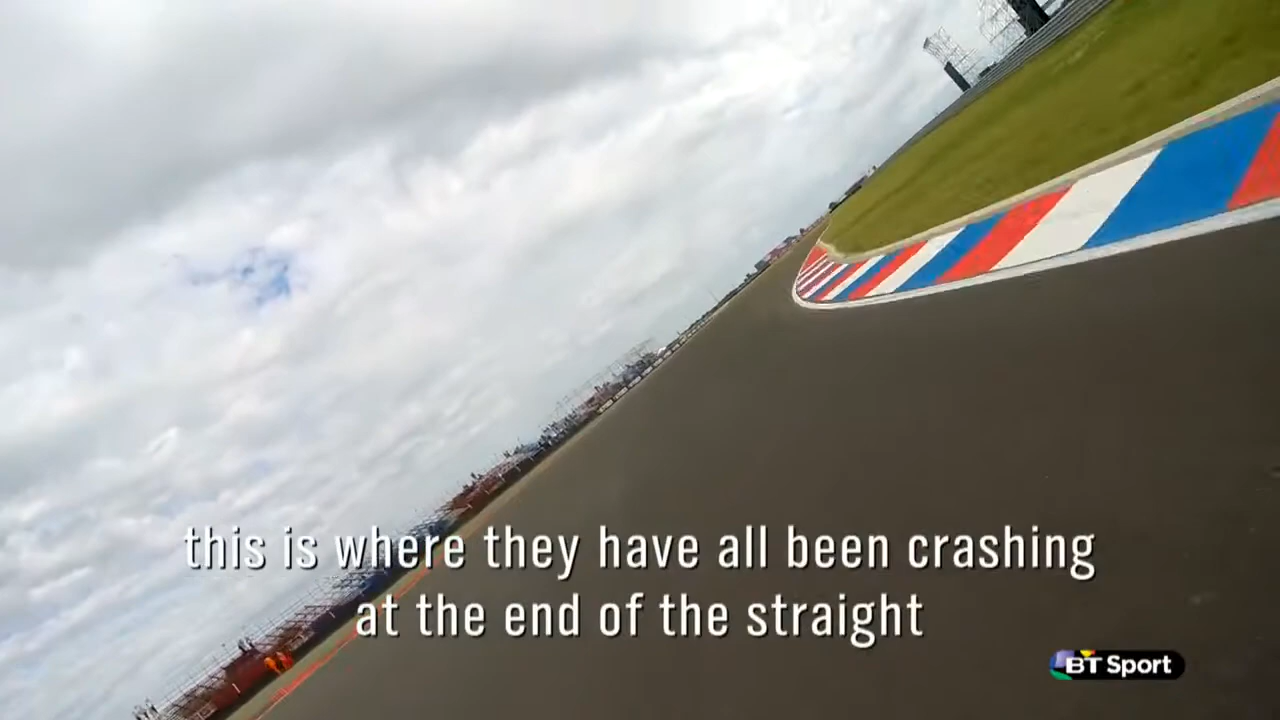 this is where they have all been crashing
at the end of the straight
BT Sport